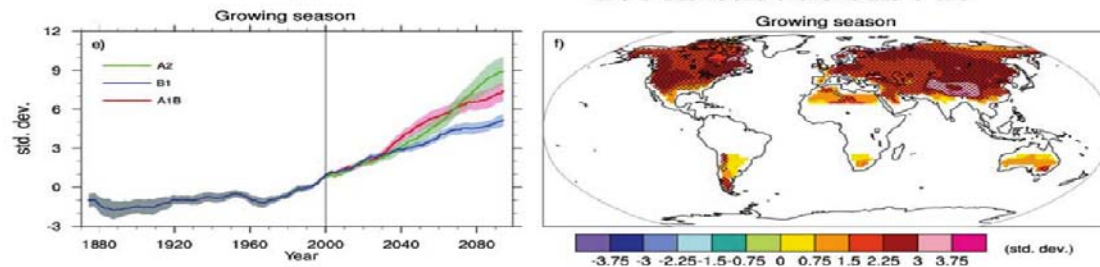 Growing season
12
9
6
3
0
-3
std. dev.
e)
A2
B1
A1B
1880 1920 1960 2000 2040 2080
Year
Growing season
f)
-3.75 -3 -2.25 -1.5 -0.75 0 0.75 1.5 2.25 3 3.75
(std. dev.)